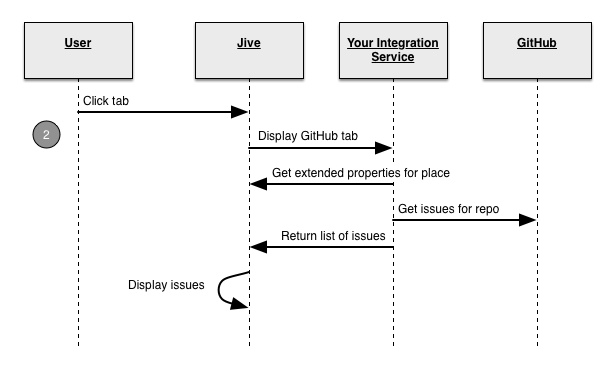 User
Jive
Your Integration
Service
GitHub
Click tab
2
Display GitHub tab
Get extended properties for place
Get issues for repo
Return list of issues
Display issues